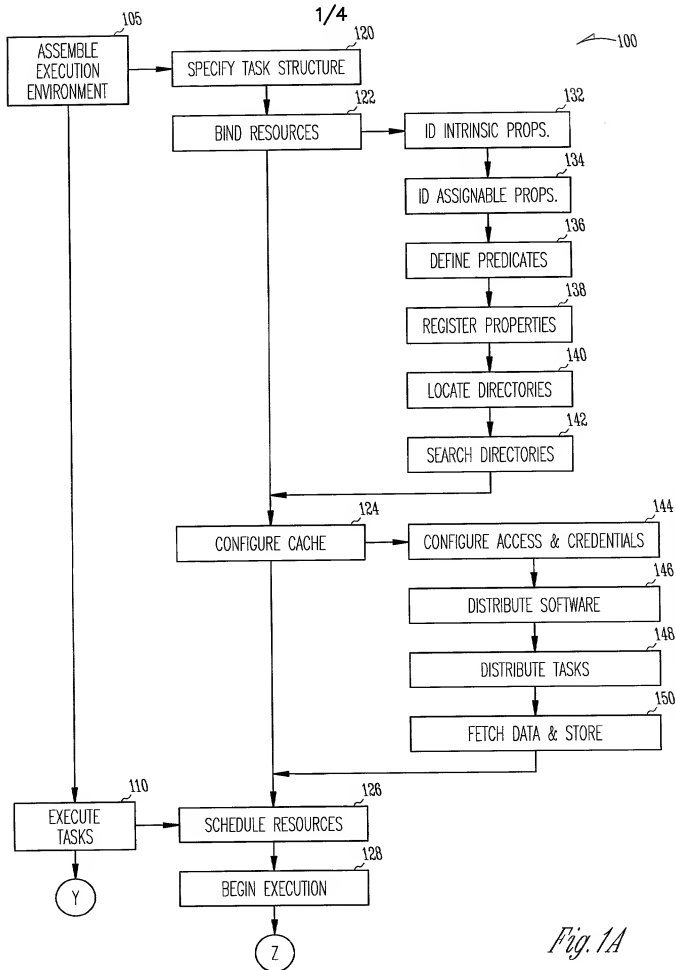 1/4
100
105
ASSEMBLE
EXECUTION
ENVIRONMENT
120
SPECIFY TASK STRUCTURE
122
BIND RESOURCES
132
ID INTRINSIC PROPS.
134
ID ASSIGNABLE PROPS.
136
DEFINE PREDICATES
138
REGISTER PROPERTIES
140
LOCATE DIRECTORIES
142
SEARCH DIRECTORIES
124
CONFIGURE CACHE
144
CONFIGURE ACCESS & CREDENTIALS
146
DISTRIBUTE SOFTWARE
148
DISTRIBUTE TASKS
150
FETCH DATA & STORE
110
EXECUTE
TASKS
126
SCHEDULE RESOURCES
128
BEGIN EXECUTION
Y
Z
Fig. 1A